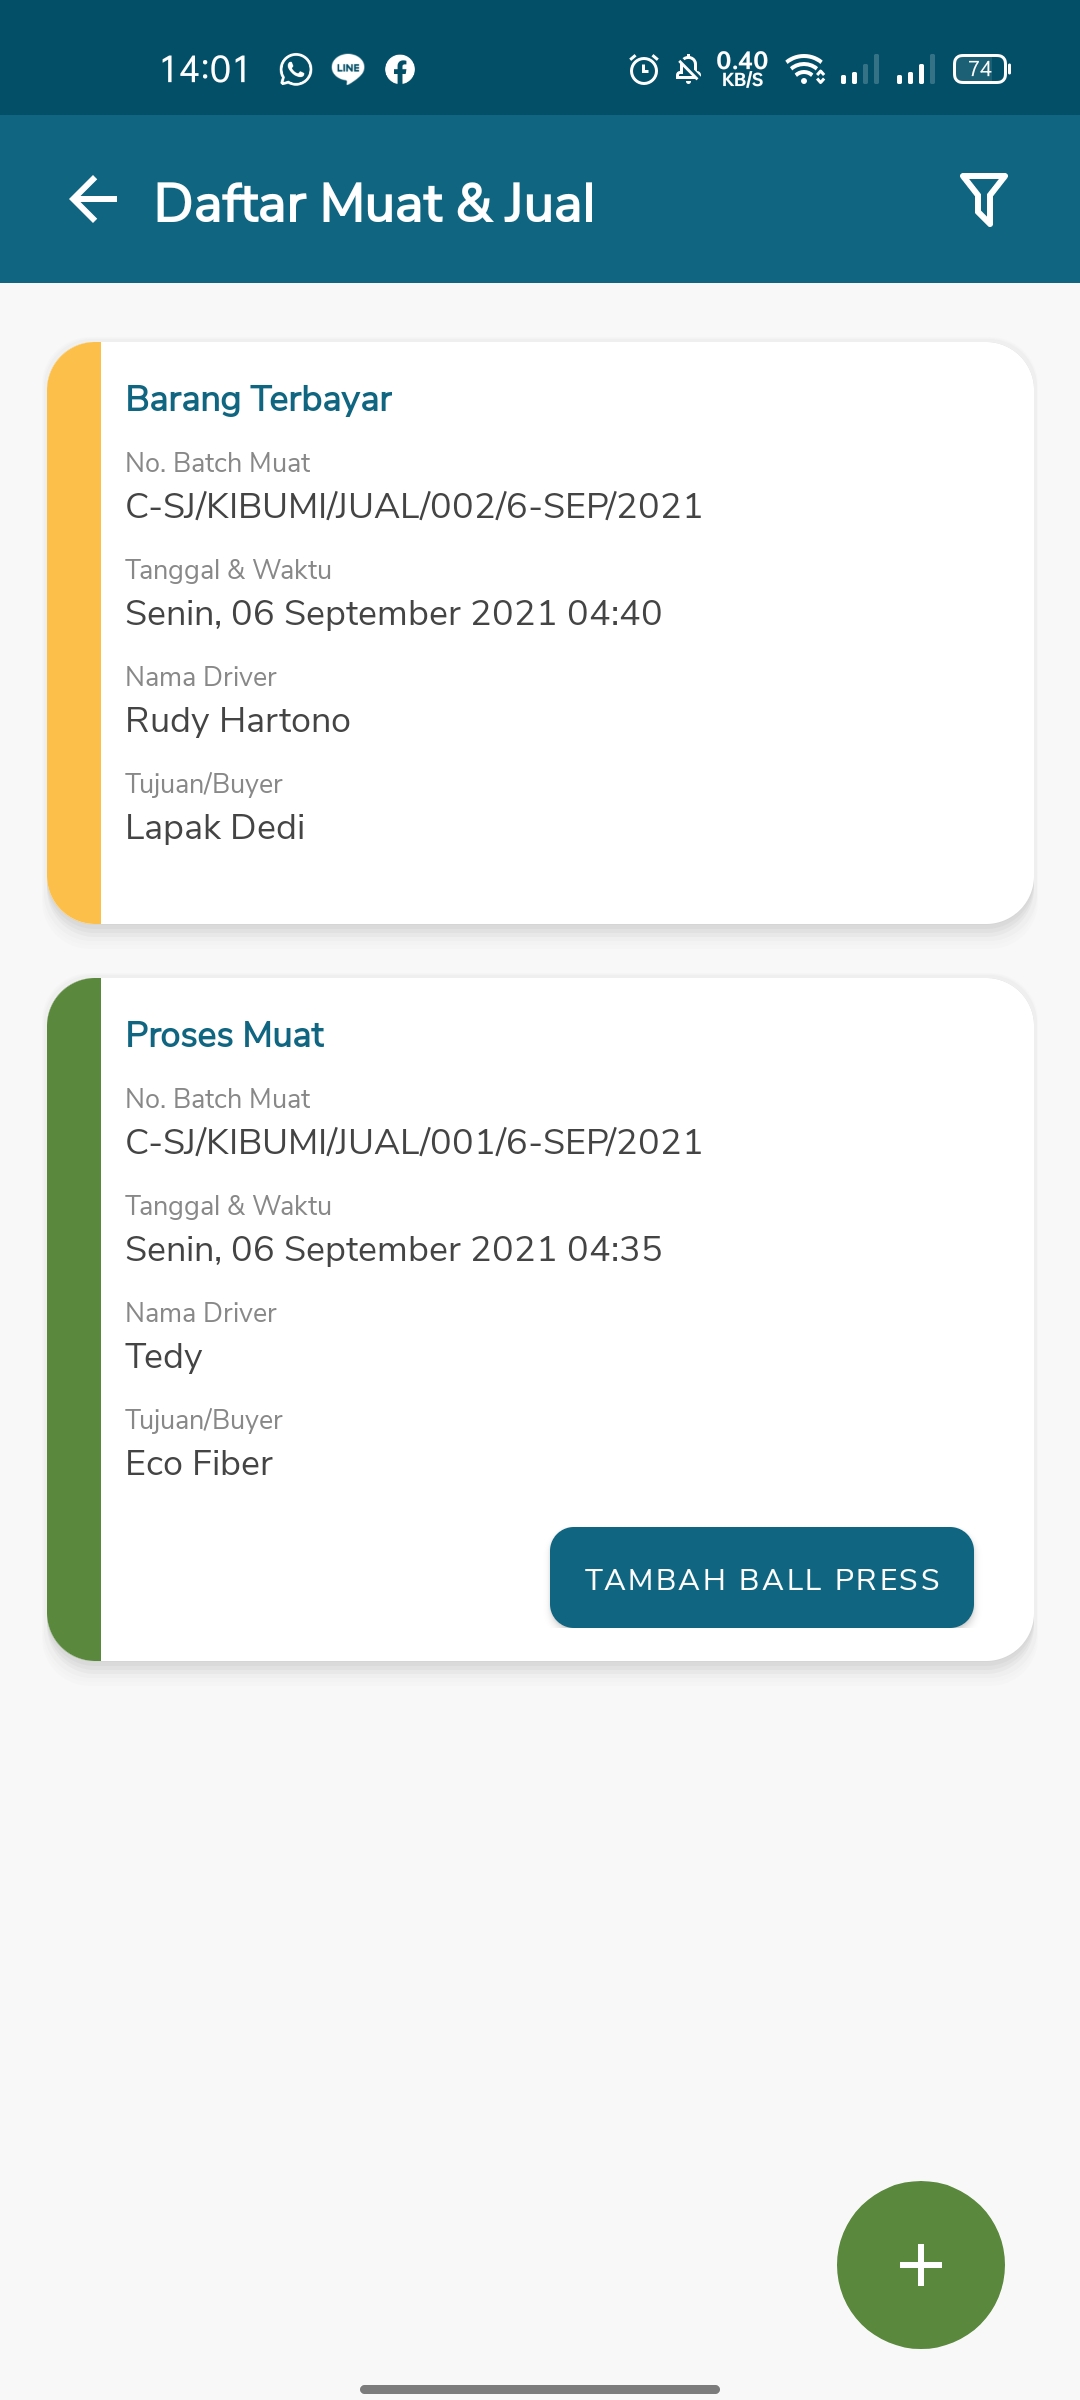 14:01 LINE 0.40 KB/S 74
Daftar Muat & Jual
Barang Terbayar
No. Batch Muat
C-SJ/KIBUMI/JUAL/002/6-SEP/2021
Tanggal & Waktu
Senin, 06 September 2021 04:40
Nama Driver
Rudy Hartono
Tujuan/Buyer
Lapak Dedi
Proses Muat
No. Batch Muat
C-SJ/KIBUMI/JUAL/001/6-SEP/2021
Tanggal & Waktu
Senin, 06 September 2021 04:35
Nama Driver
Tedy
Tujuan/Buyer
Eco Fiber
TAMBAH BALL PRESS